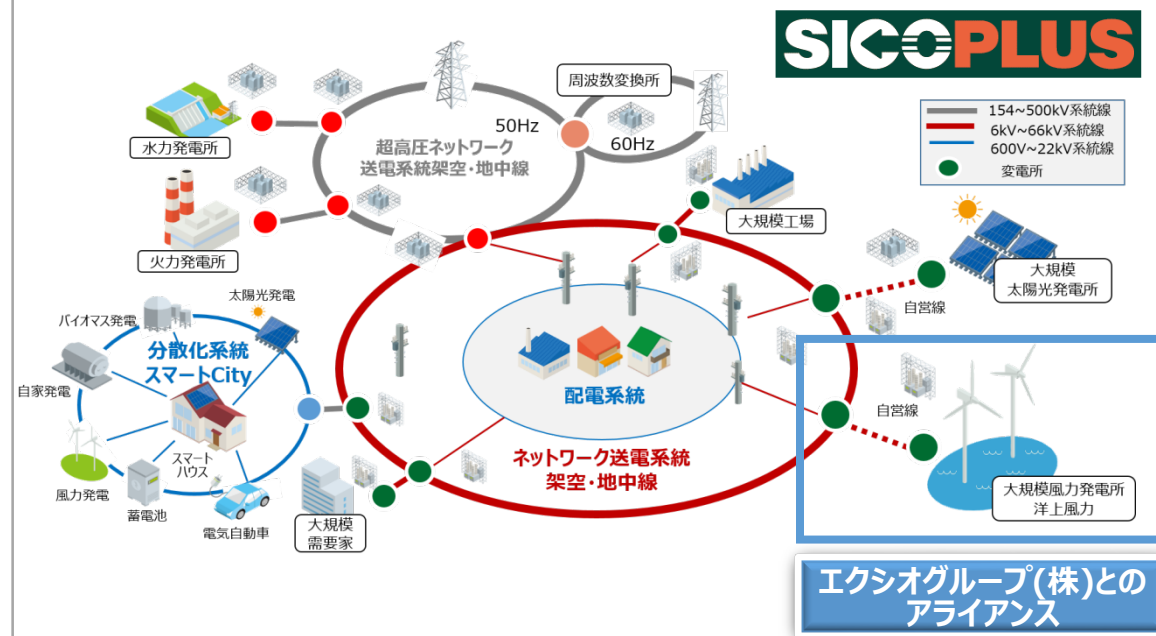 SICOPLUS
周波数変換所
50Hz
60Hz
超高圧ネットワーク
送電系統架空・地中線
水力発電所
火力発電所
154~500kV系統線
6kV~66kV系統線
600V~22kV系統線
変電所
大規模工場
大規模
太陽光発電所
自営線
太陽光発電
バイオマス発電
分散化系統
スマートCity
自家発電
スマート
ハウス
風力発電
蓄電池
電気自動車
大規模
需要家
配電系統
ネットワーク送電系統
架空・地中線
自営線
大規模風力発電所
洋上風力
エクシオグループ(株)との
アライアンス